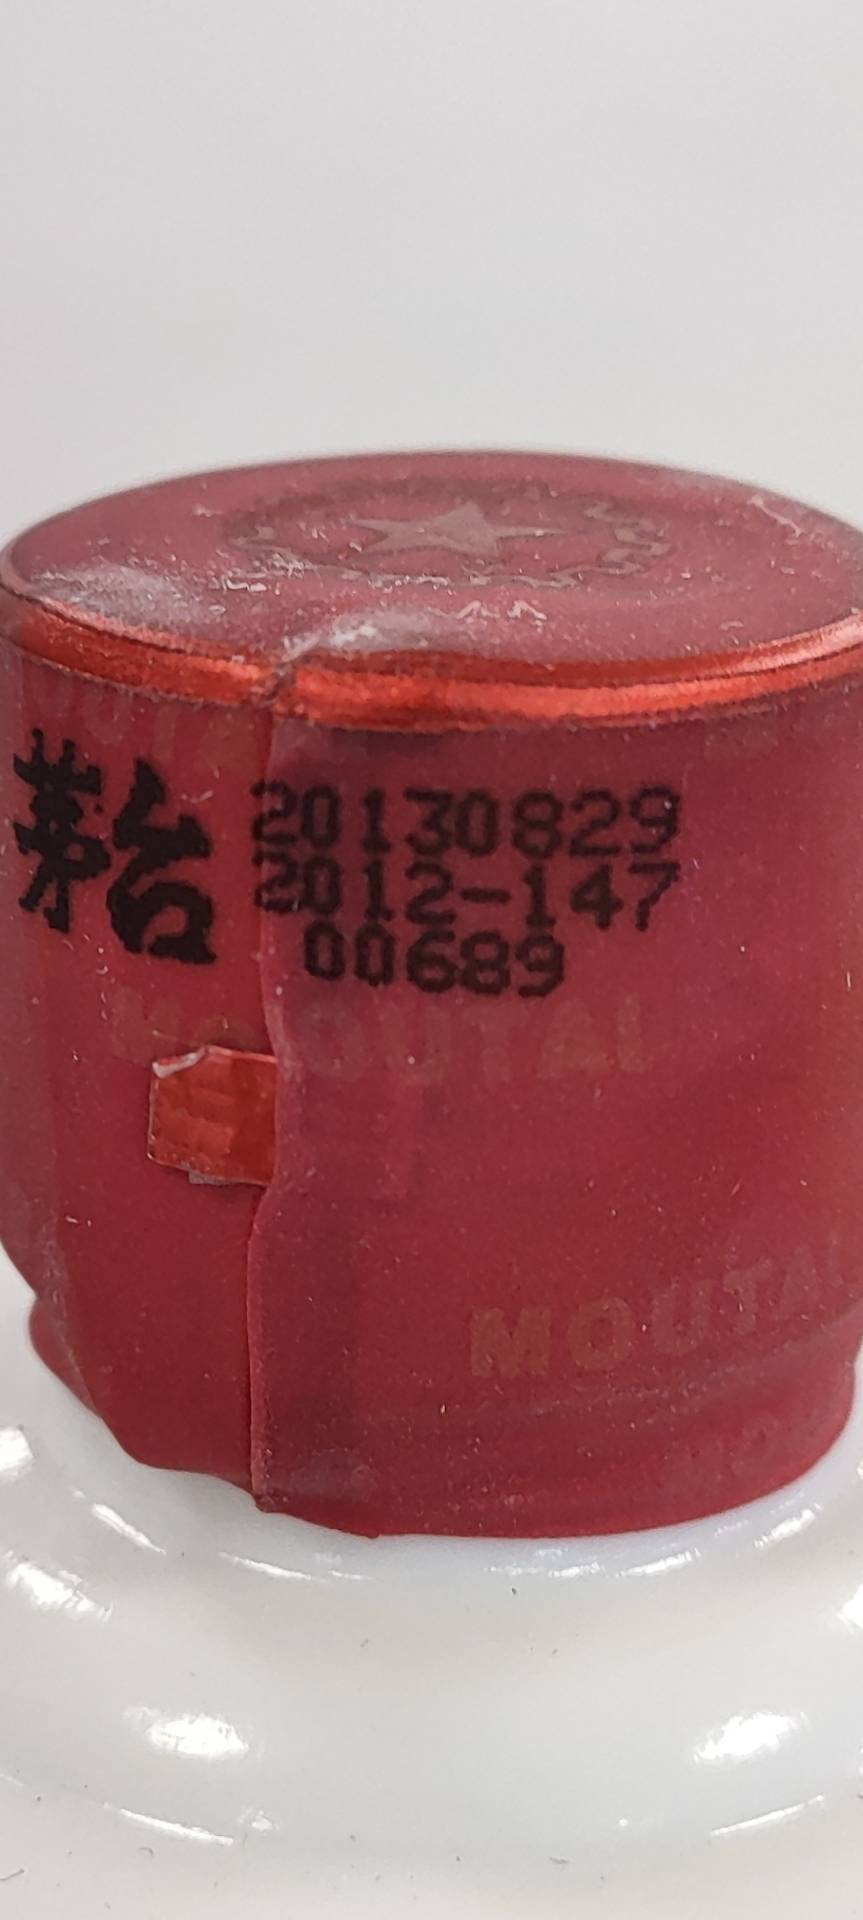 茅台
20130829
2012-147
00689
MOUTAI
MOUTAI